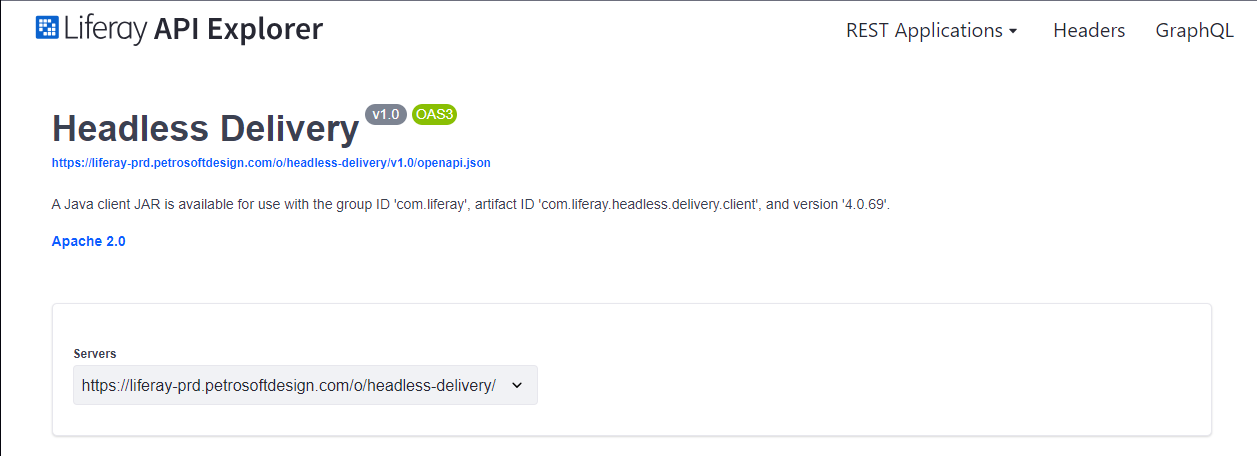 Liferay API Explorer REST Applications Headers GraphQL
Headless Delivery v1.0 OAS3
https://liferay-prd.petrosoftdesign.com/o/headless-delivery/v1.0/openapi.json
A Java client JAR is available for use with the group ID 'com.liferay', artifact ID 'com.liferay.headless.delivery.client', and version '4.0.69'.
Apache 2.0
Servers
https://liferay-prd.petrosoftdesign.com/o/headless-delivery/